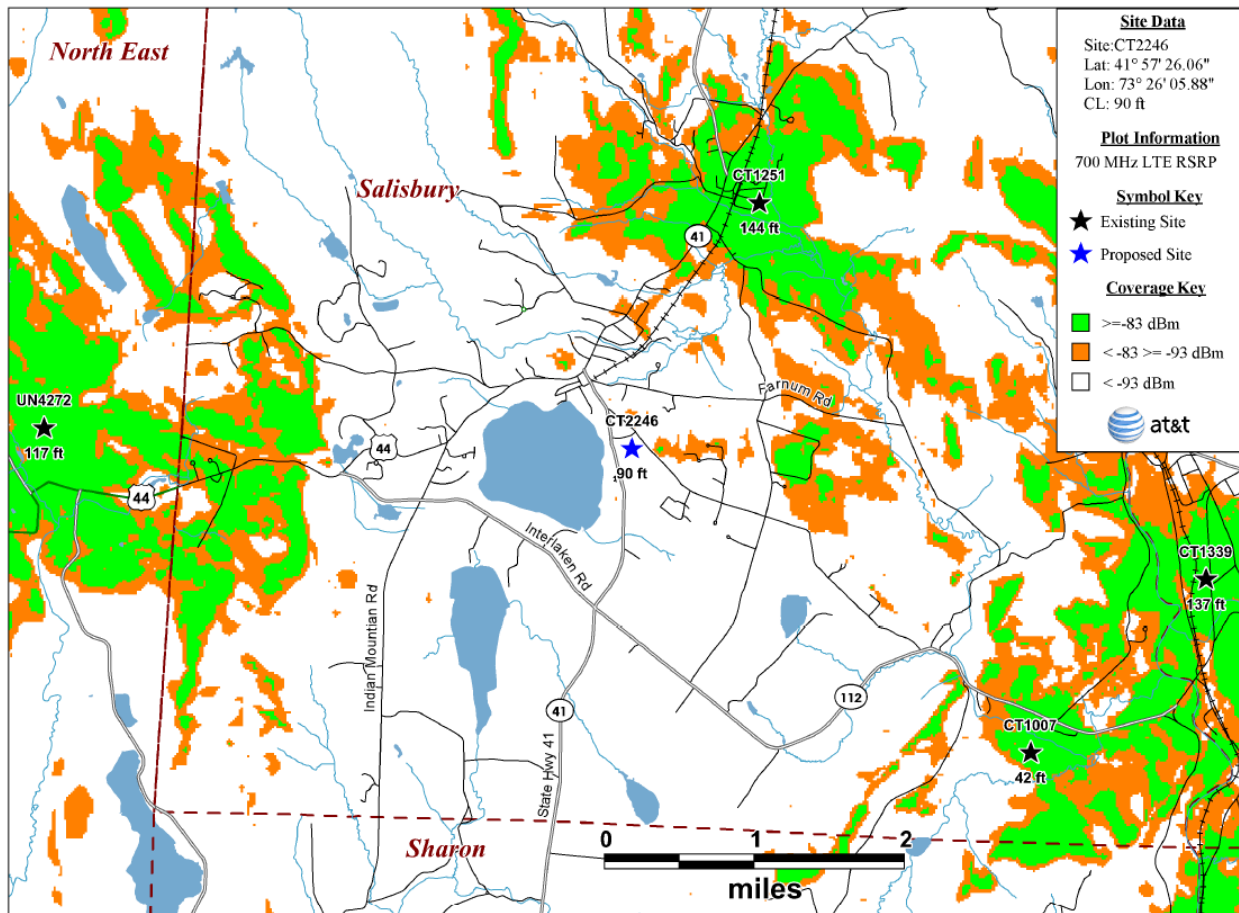 North East
Salisbury
Sharon
CT1251
144 ft
41
UN4272
117 ft
44
44
CT2246
90 ft
Farnum Rd
Interlaken Rd
Indian Mountian Rd
State Hwy 41
41
112
CT1339
137 ft
CT1007
42 ft
0 1 2
miles
Site Data
Site:CT2246
Lat: 41° 57' 26.06"
Lon: 73° 26' 05.88"
CL: 90 ft
Plot Information
700 MHz LTE RSRP
Symbol Key
Existing Site
Proposed Site
Coverage Key
>=-83 dBm
< -83 >= -93 dBm
< -93 dBm
at&t